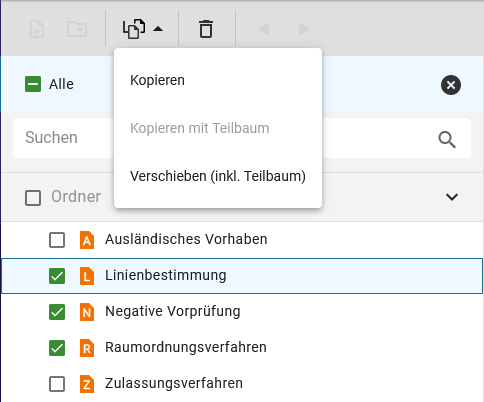 Kopieren
Alle
Kopieren mit Teilbaum
Suchen
Verschieben (inkl. Teilbaum)
Ordner
A Ausländisches Vorhaben
L Linienbestimmung
N Negative Vorprüfung
R Raumordnungsverfahren
Z Zulassungsverfahren